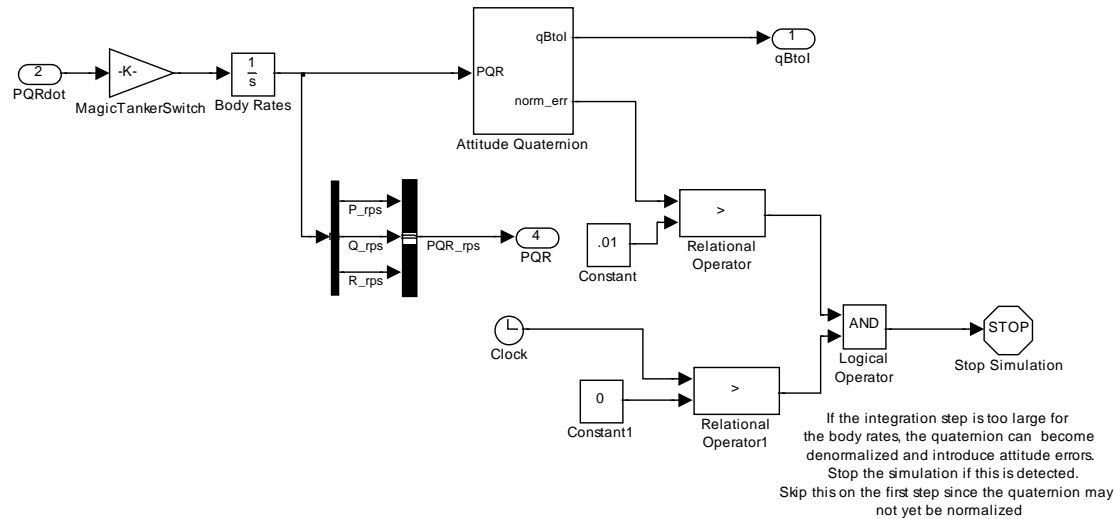 2
PQRdot
-K-
MagicTankerSwitch
1
s
Body Rates
PQR
qBtoI
norm_err
Attitude Quaternion
1
qBtoI
P_rps
Q_rps
R_rps
PQR_rps
4
PQR
.01
Constant
>
Relational
Operator
Clock
0
Constant1
>
Relational
Operator1
AND
Logical
Operator
STOP
Stop Simulation
If the integration step is too large for
the body rates, the quaternion can become
denormalized and introduce attitude errors.
Stop the simulation if this is detected.
Skip this on the first step since the quaternion may
not yet be normalized